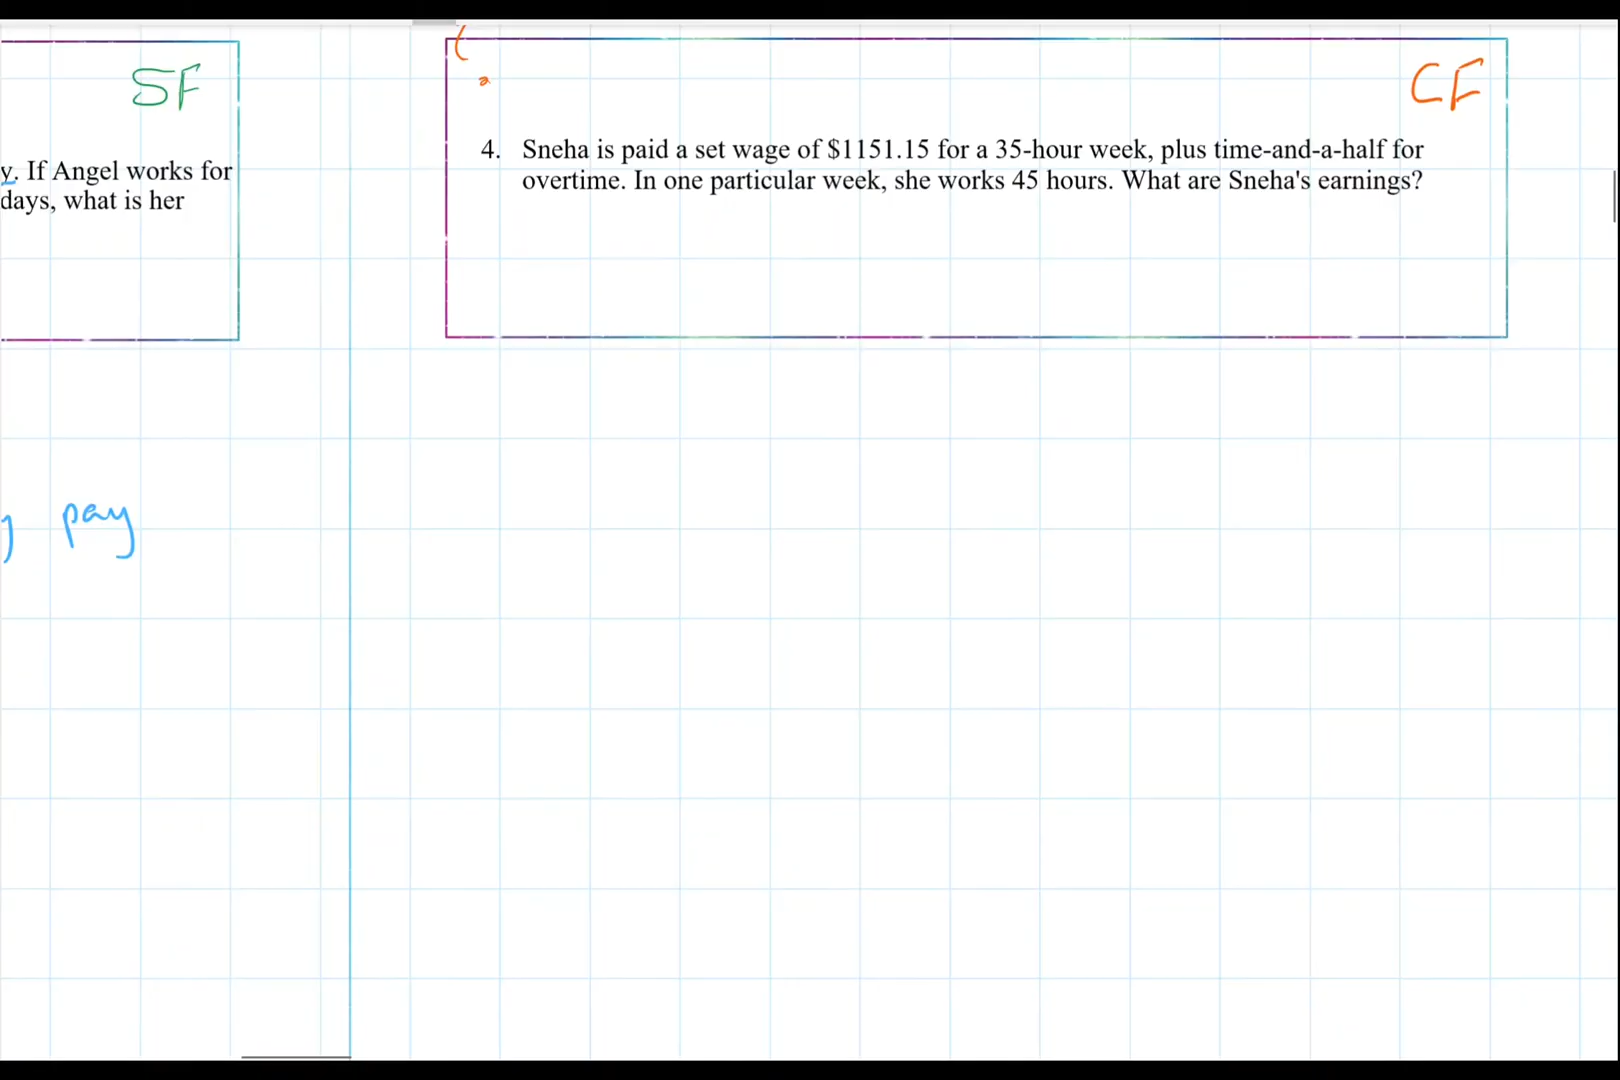 SF
y. If Angel works for
days, what is her
pay
CF
4. Sneha is paid a set wage of $1151.15 for a 35-hour week, plus time-and-a-half for
overtime. In one particular week, she works 45 hours. What are Sneha's earnings?